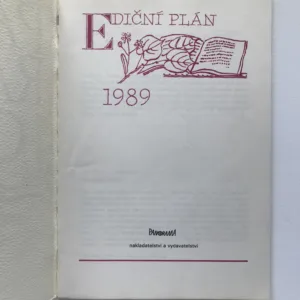 EDIČNÍ PLÁN
1989
nakladatelství a vydavatelství